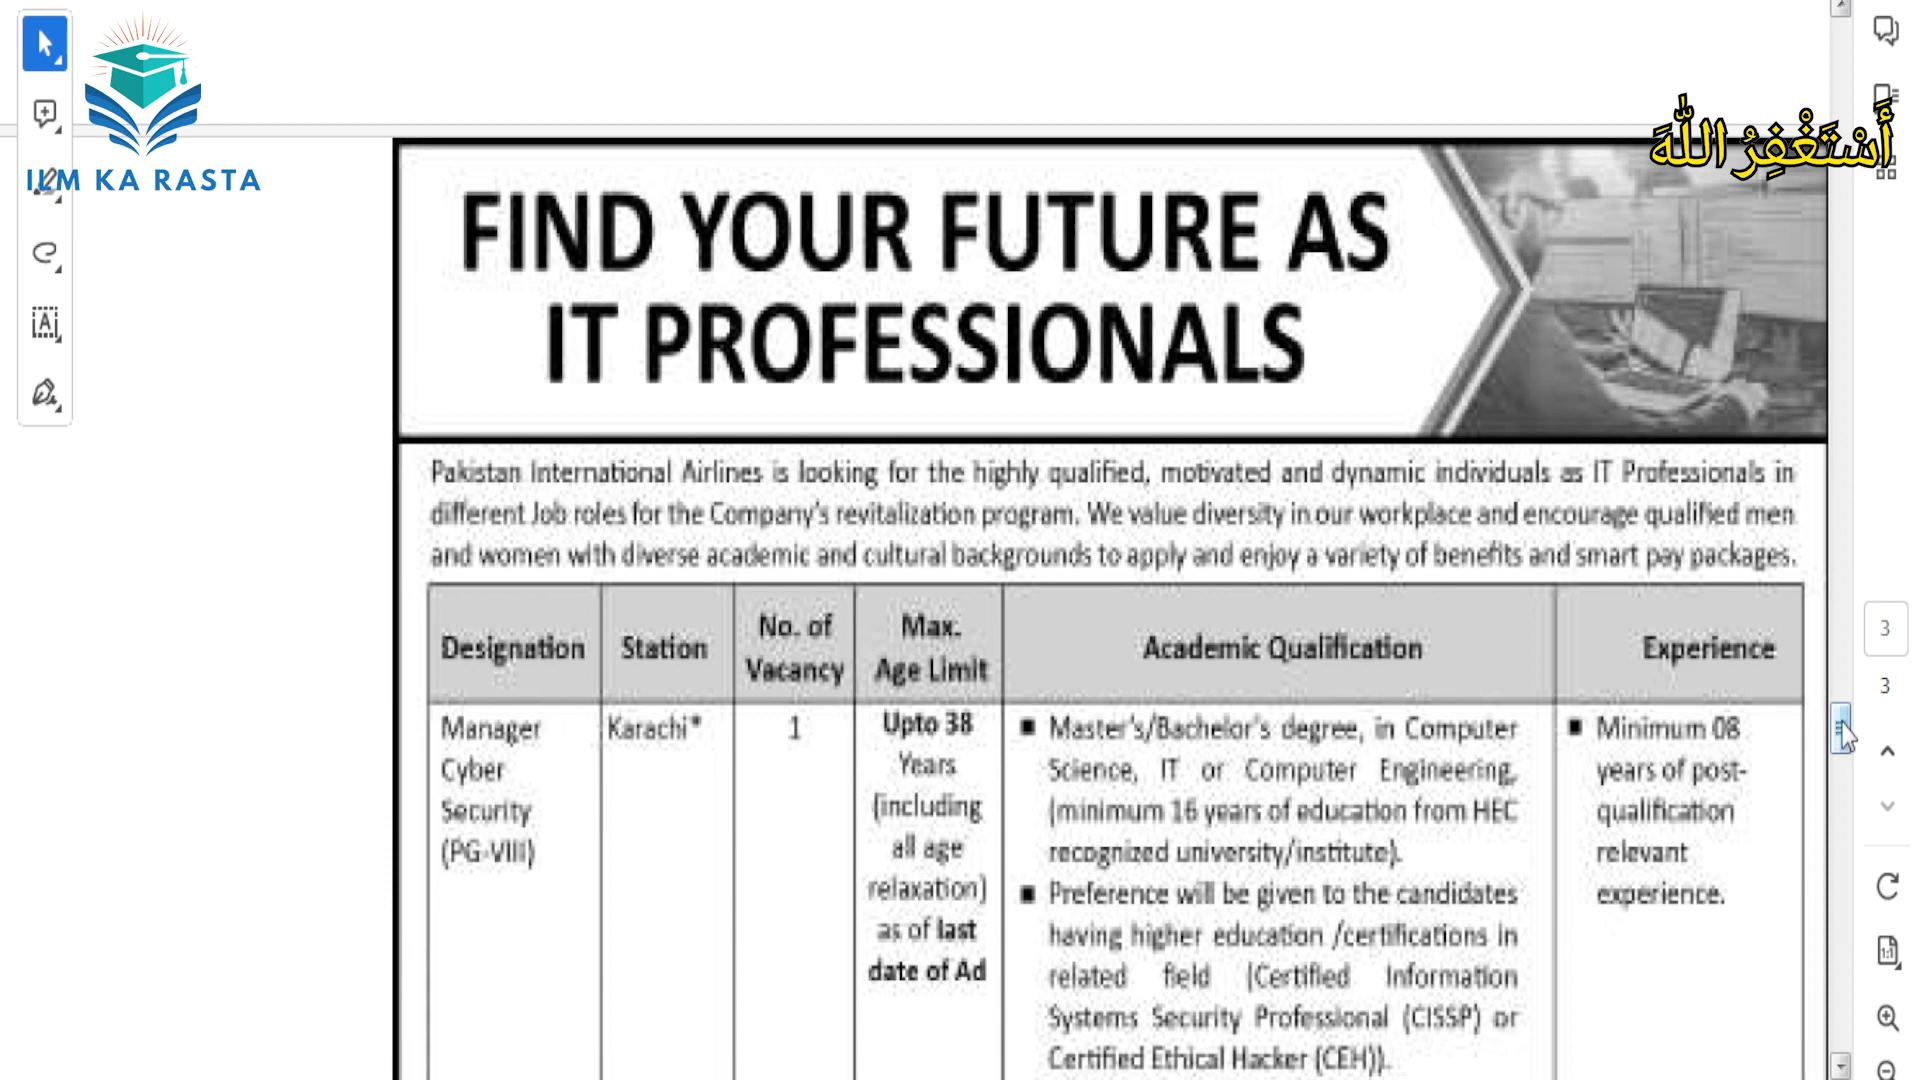 ILM KA RASTA
أَسْتَغْفِرُ اللّٰهَ
FIND YOUR FUTURE AS
IT PROFESSIONALS
Pakistan International Airlines is looking for the highly qualified, motivated and dynamic individuals as IT Professionals in
different Job roles for the Company's revitalization program. We value diversity in our workplace and encourage qualified men
and women with diverse academic and cultural backgrounds to apply and enjoy a variety of benefits and smart pay packages.
Designation
Station
No. of
Vacancy
Max.
Age Limit
Academic Qualification
Experience
Manager
Cyber
Security
(PG-VIII)
Karachi*
1
Upto 38
Years
(including
all age
relaxation)
as of last
date of Ad
■ Master's/Bachelor's degree, in Computer
Science, IT or Computer Engineering,
(minimum 16 years of education from HEC
recognized university/institute).
■ Preference will be given to the candidates
having higher education /certifications in
related field (Certified Information
Systems Security Professional (CISSP) or
Certified Ethical Hacker (CEH)).
■ Minimum 08
years of post-
qualification
relevant
experience.
3
3